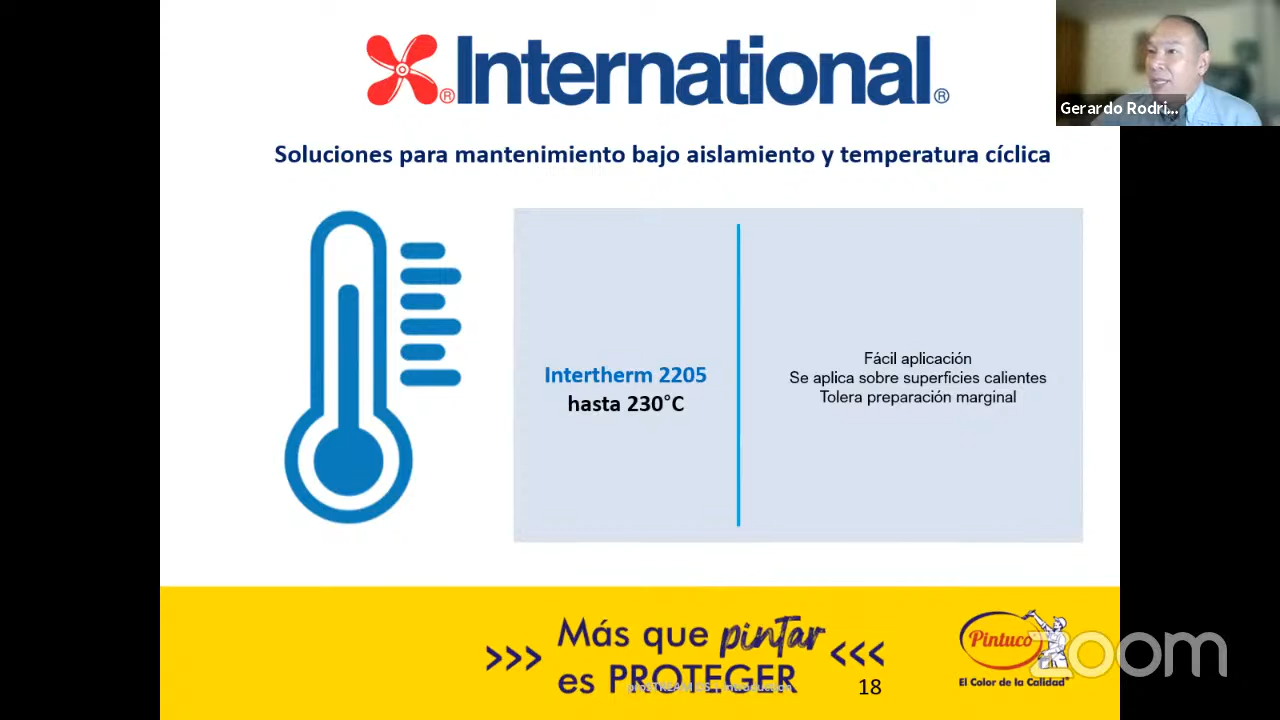 International
Gerardo Rodri...
Soluciones para mantenimiento bajo aislamiento y temperatura cíclica
Intertherm 2205
hasta 230°C
Fácil aplicación
Se aplica sobre superficies calientes
Tolera preparación marginal
>>> Más que pintar <<<
es PROTEGER
18
Pintuco
El Color de la Calidad®
zoom